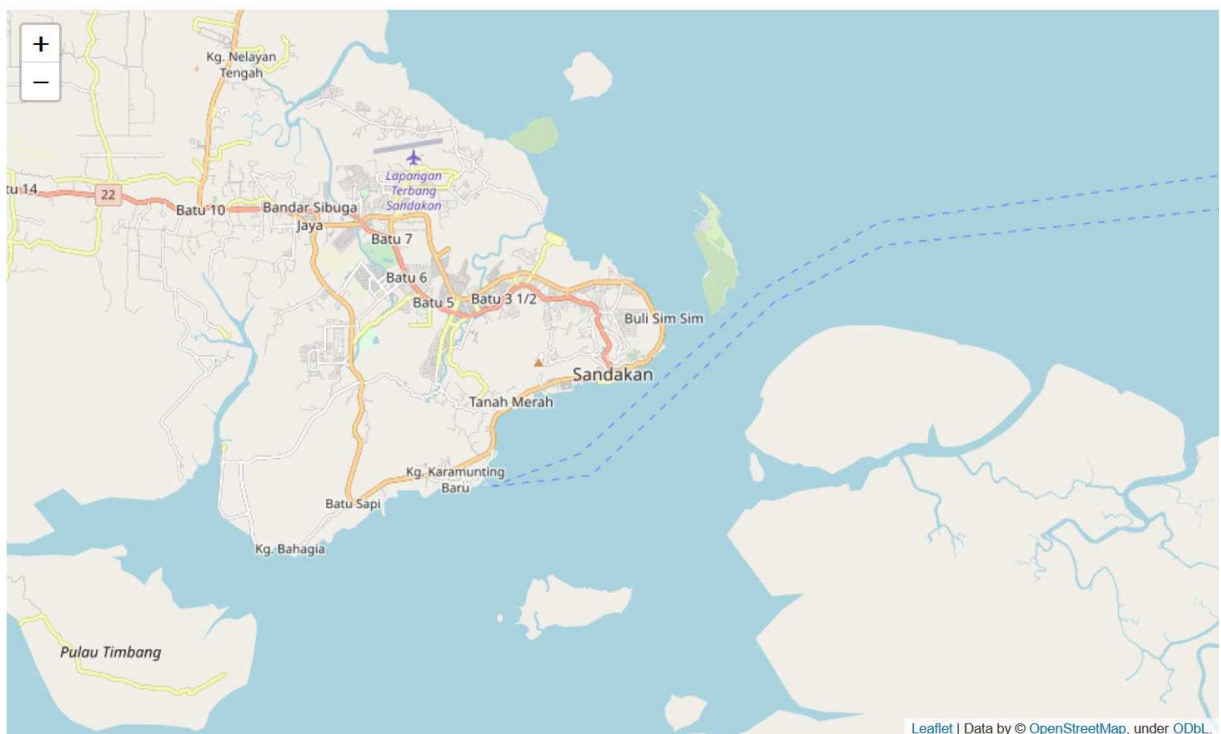 +
−
Kg. Nelayan
Tengah
Lapangan
Terbang
Sandakan
tu 14
22
Batu 10
Bandar Sibuga
Jaya
Batu 7
Batu 6
Batu 5
Batu 3 1/2
Buli Sim Sim
Sandakan
Tanah Merah
Kg. Karamunting
Baru
Batu Sapi
Kg. Bahagia
Pulau Timbang
Leaflet | Data by © OpenStreetMap, under ODbL.